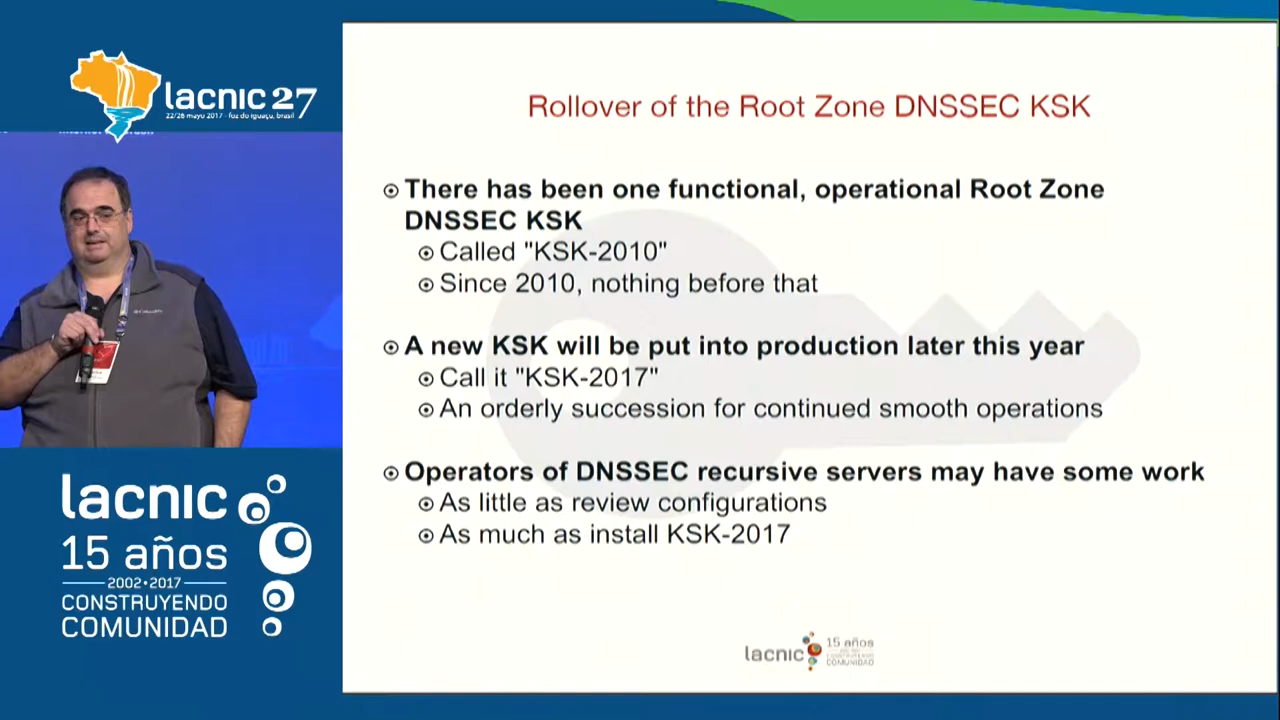 lacnic 27
22/26 mayo 2017 - foz do iguaçu, brasil
Rollover of the Root Zone DNSSEC KSK
There has been one functional, operational Root Zone
DNSSEC KSK
Called "KSK-2010"
Since 2010, nothing before that
A new KSK will be put into production later this year
Call it "KSK-2017"
An orderly succession for continued smooth operations
Operators of DNSSEC recursive servers may have some work
As little as review configurations
As much as install KSK-2017
Columbia
lacnic
15 años
2002•2017
CONSTRUYENDO
COMUNIDAD
lacnic
15 años
CONSTRUYENDO
COMUNIDAD